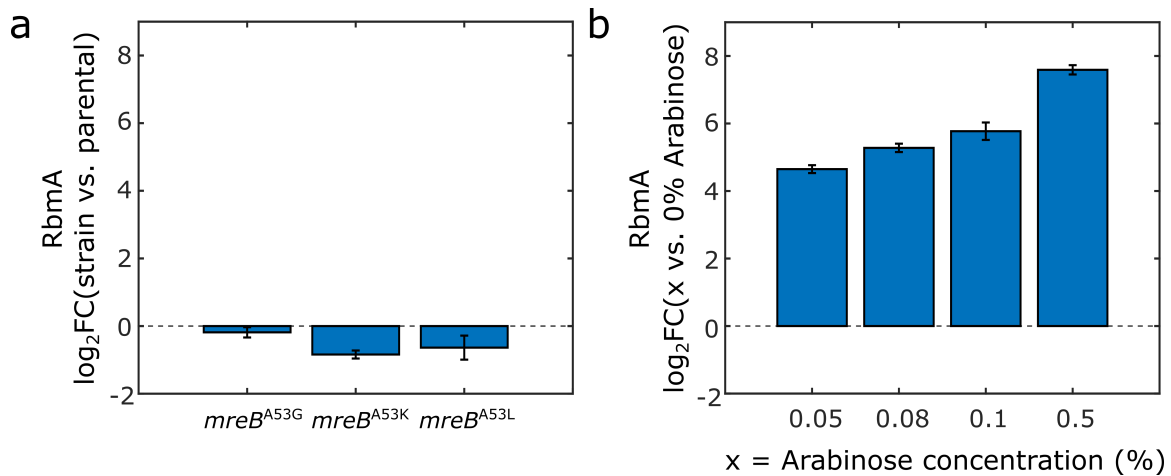 a
RbmA
log₂FC(strain vs. parental)
8
6
4
2
0
-2
mreBᴬ⁵³ᴳ mreBᴬ⁵³ᴷ mreBᴬ⁵³ᴸ
b
RbmA
log₂FC(x vs. 0% Arabinose)
8
6
4
2
0
-2
0.05 0.08 0.1 0.5
x = Arabinose concentration (%)